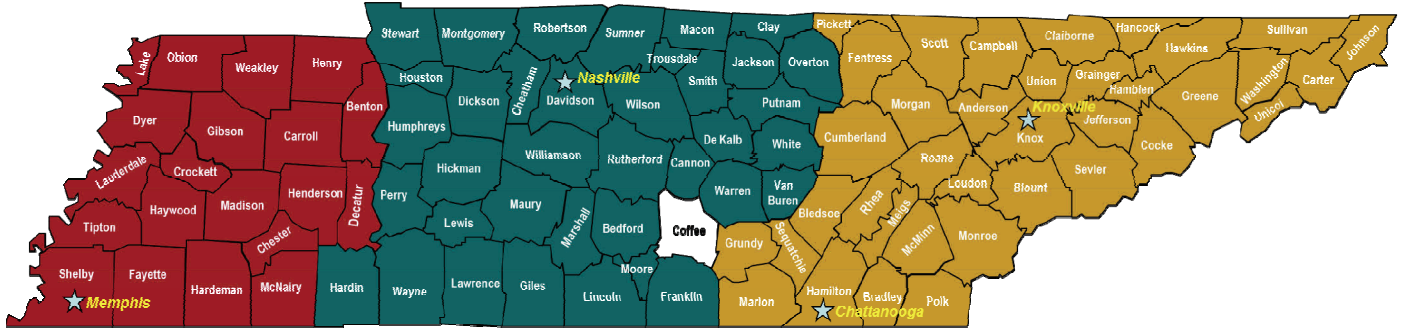 Lake
Obion
Weakley
Henry
Benton
Dyer
Gibson
Carroll
Lauderdale
Crockett
Haywood
Madison
Henderson
Decatur
Tipton
Chester
Shelby
Fayette
Hardeman
McNairy
Memphis
Stewart
Montgomery
Robertson
Sumner
Macon
Clay
Trousdale
Jackson
Overton
Houston
Dickson
Cheatham
Nashville
Davidson
Wilson
Smith
Putnam
Humphreys
Hickman
Williamson
Rutherford
De Kalb
Cannon
White
Perry
Lewis
Maury
Marshall
Bedford
Coffee
Warren
Van
Buren
Hardin
Wayne
Lawrence
Giles
Lincoln
Moore
Franklin
Pickett
Fentress
Scott
Campbell
Claiborne
Hancock
Hawkins
Sullivan
Johnson
Union
Grainger
Hamblen
Greene
Washington
Carter
Unicoi
Morgan
Anderson
Knoxville
Knox
Jefferson
Cocke
Cumberland
Roane
Loudon
Blount
Sevier
Bledsoe
Rhea
Meigs
McMinn
Monroe
Grundy
Sequatchie
Marion
Hamilton
Chattanooga
Bradley
Polk